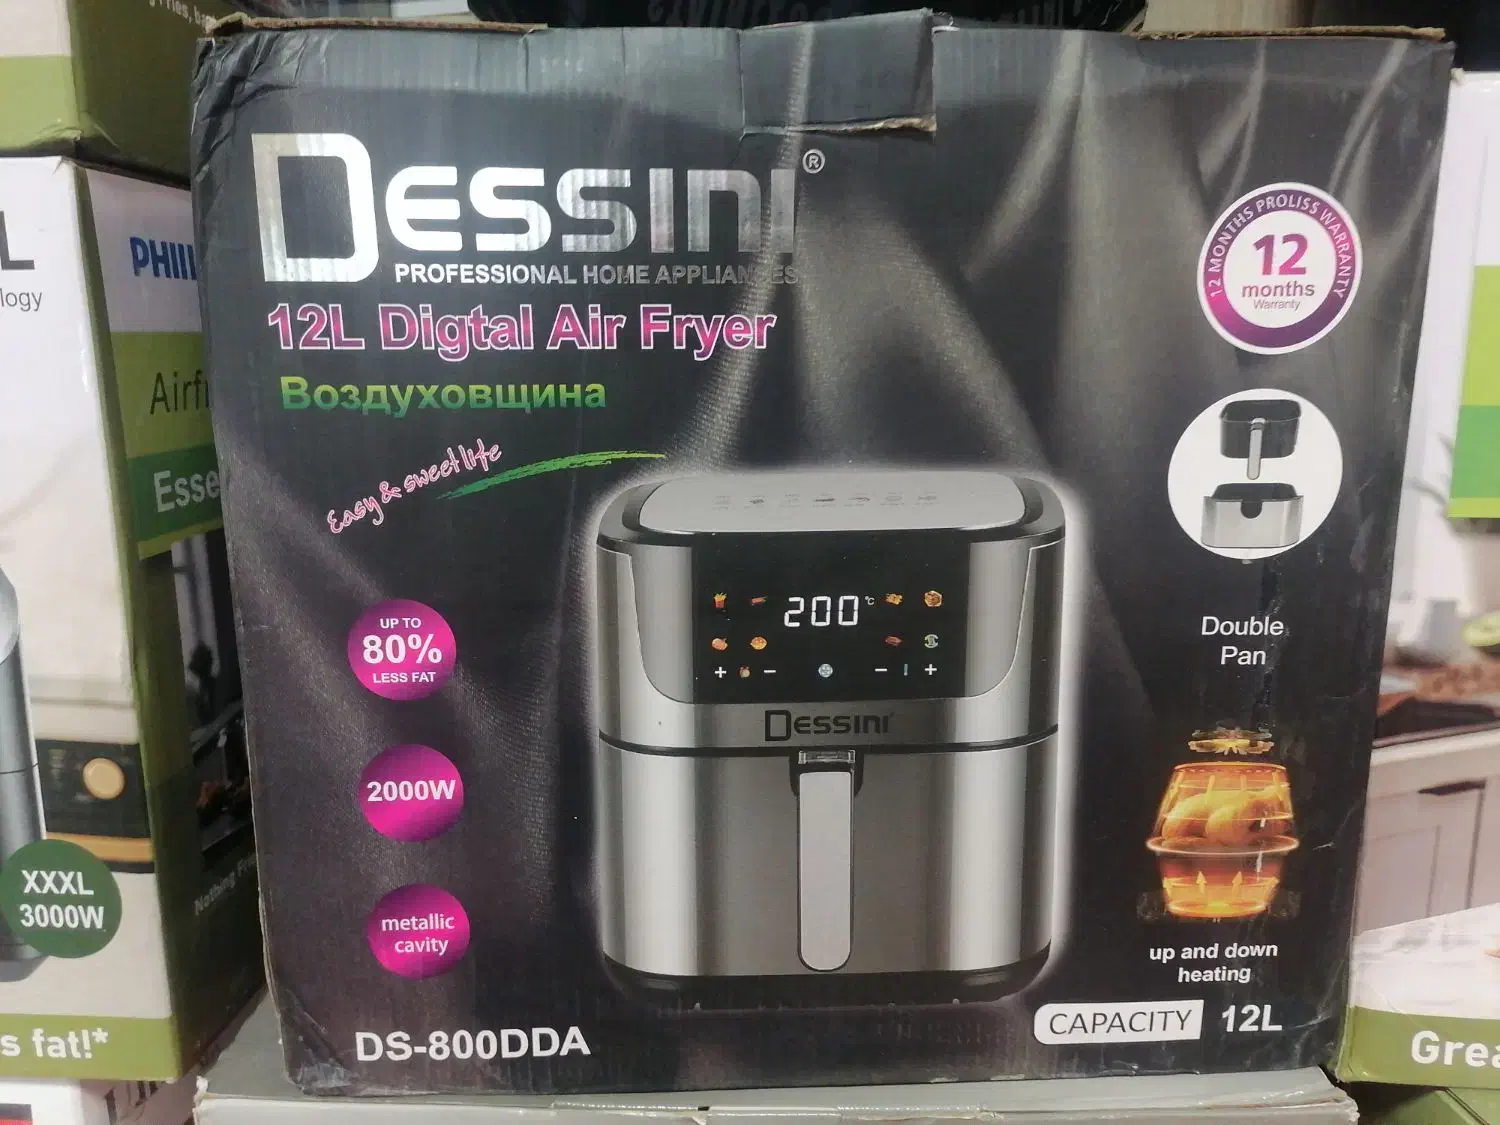 DESSINI®
PROFESSIONAL HOME APPLIANCES
12L Digtal Air Fryer
Воздуховщина
Easy & sweet life
UP TO
80%
LESS FAT
2000W
metallic
cavity
DS-800DDA
200°C
+ − − +
DESSINI
12 MONTHS PROLISS WARRANTY
12
months
Warranty
Double
Pan
up and down
heating
CAPACITY 12L
L
logy
PHILI
Airf
Esse
XXXL
3000W
Nothing
s fat!*
Grea